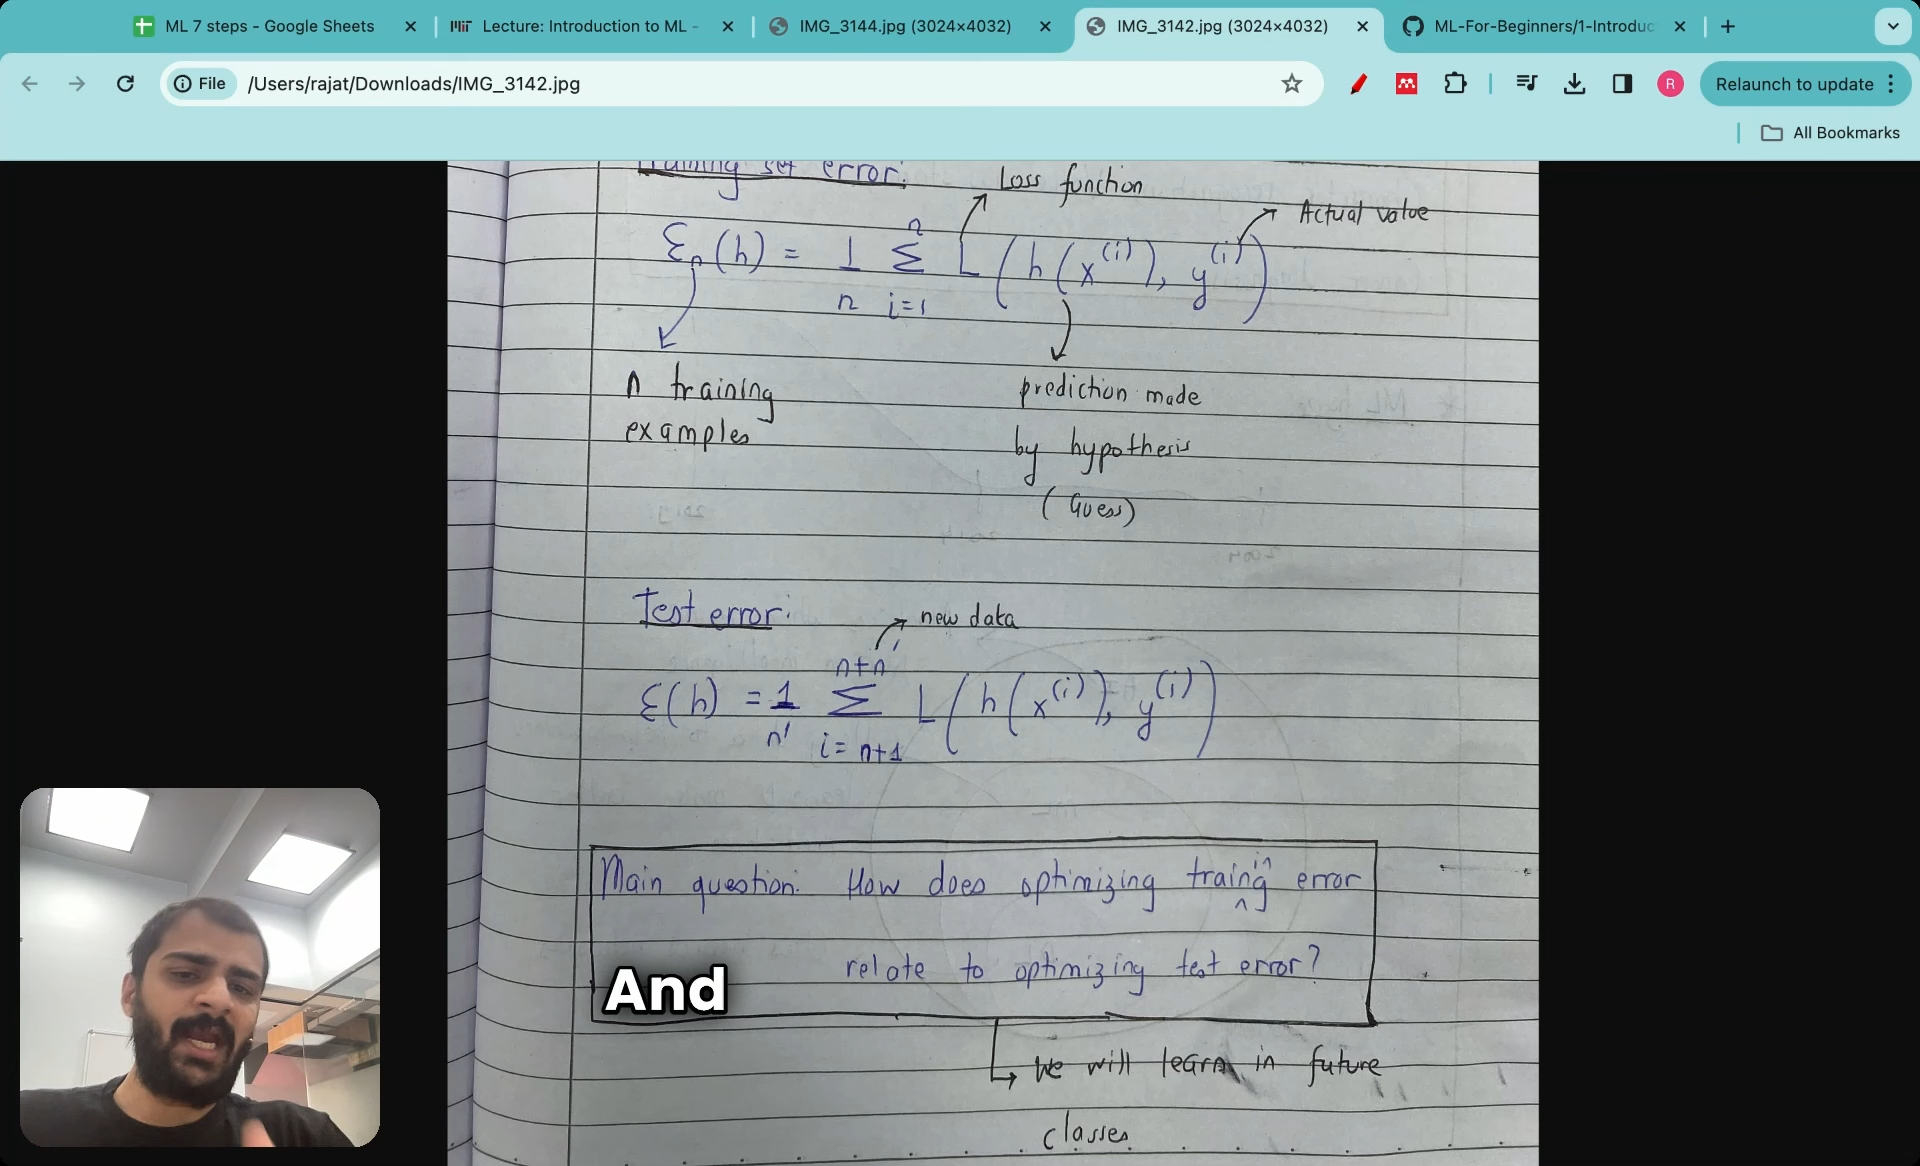 ML 7 steps - Google Sheets
Lecture: Introduction to ML -
IMG_3144.jpg (3024×4032)
IMG_3142.jpg (3024×4032)
ML-For-Beginners/1-Introduc
File
/Users/rajat/Downloads/IMG_3142.jpg
R
Relaunch to update
All Bookmarks
Training set error:
Loss function
Actual value
Ɛn(h) = 1/n Σ i=1 n L(h(x^(i)), y^(i))
n training
examples
prediction made
by hypothesis
(Guess)
Test error:
new data
Ɛ(h) = 1/n' Σ i=n+1 n+n' L(h(x^(i)), y^(i))
Main question: How does optimizing training error
relate to optimizing test error?
And
We will learn in future
classes.